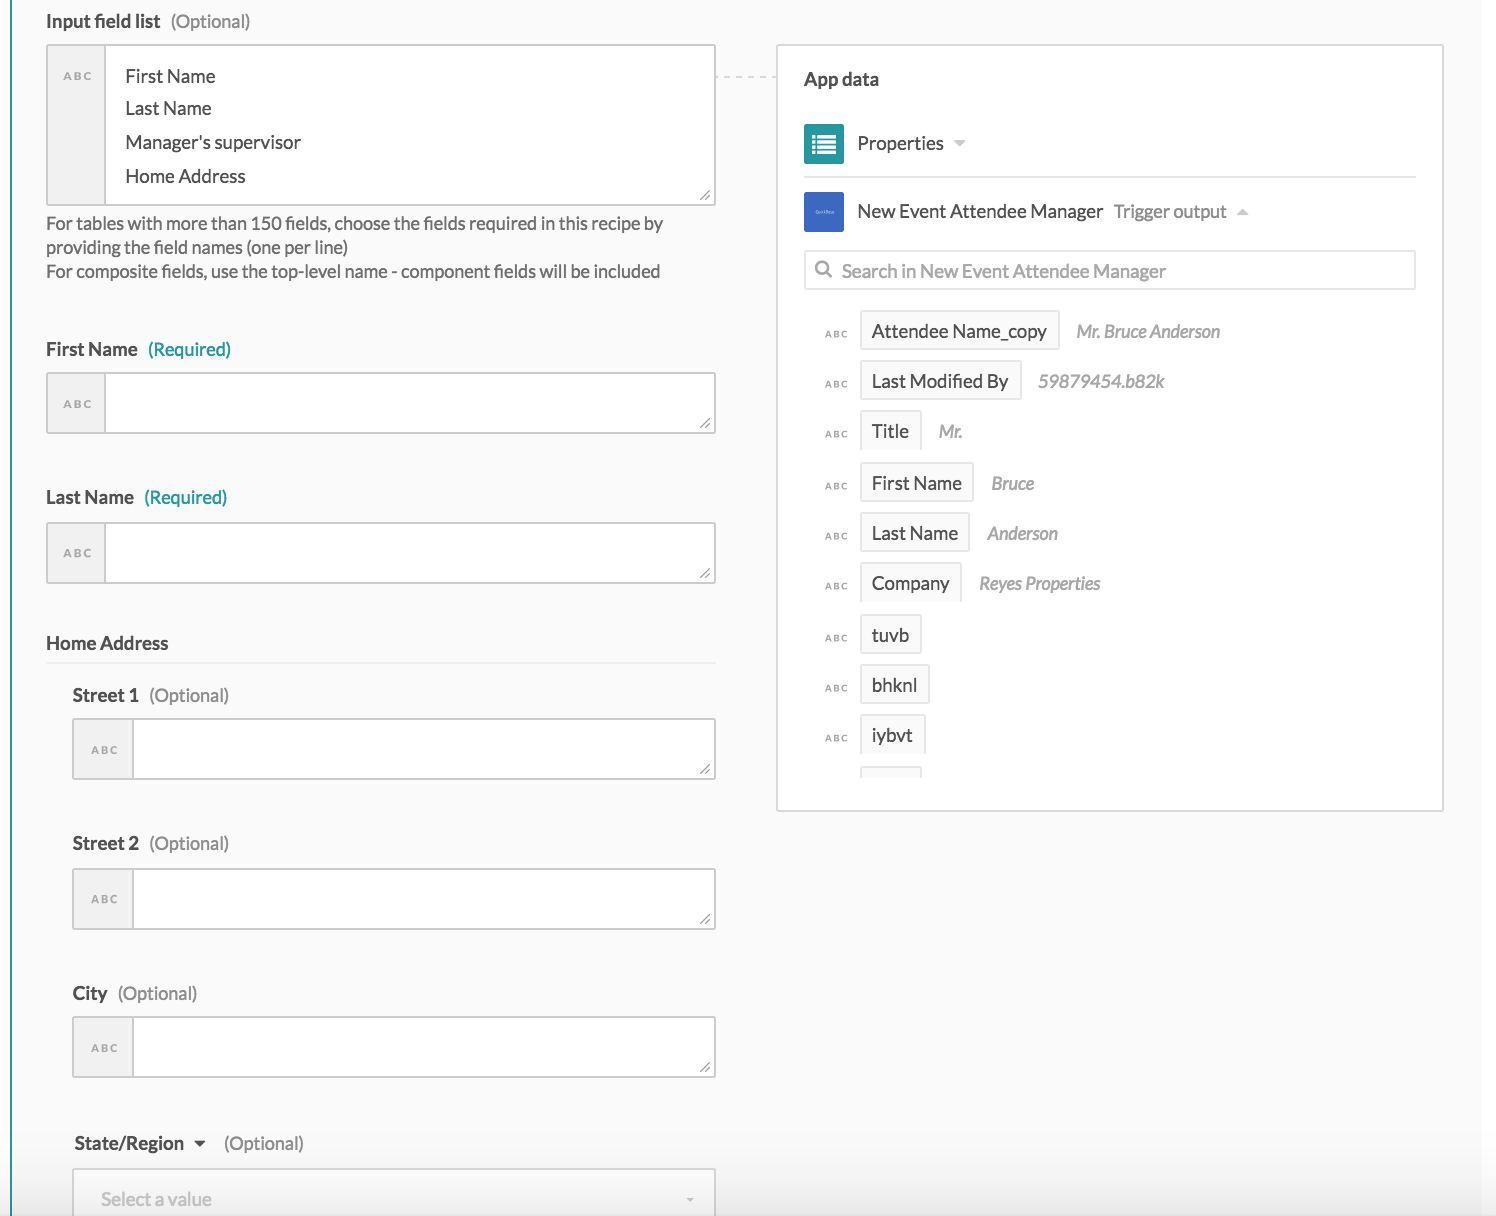 Input field list (Optional)
ABC
First Name
Last Name
Manager's supervisor
Home Address
For tables with more than 150 fields, choose the fields required in this recipe by
providing the field names (one per line)
For composite fields, use the top-level name - component fields will be included
First Name (Required)
ABC
Last Name (Required)
ABC
Home Address
Street 1 (Optional)
ABC
Street 2 (Optional)
ABC
City (Optional)
ABC
State/Region (Optional)
Select a value
App data
Properties
New Event Attendee Manager Trigger output
Search in New Event Attendee Manager
ABC Attendee Name_copy Mr. Bruce Anderson
ABC Last Modified By 59879454.b82k
ABC Title Mr.
ABC First Name Bruce
ABC Last Name Anderson
ABC Company Reyes Properties
ABC tuvb
ABC bhknl
ABC iybvt